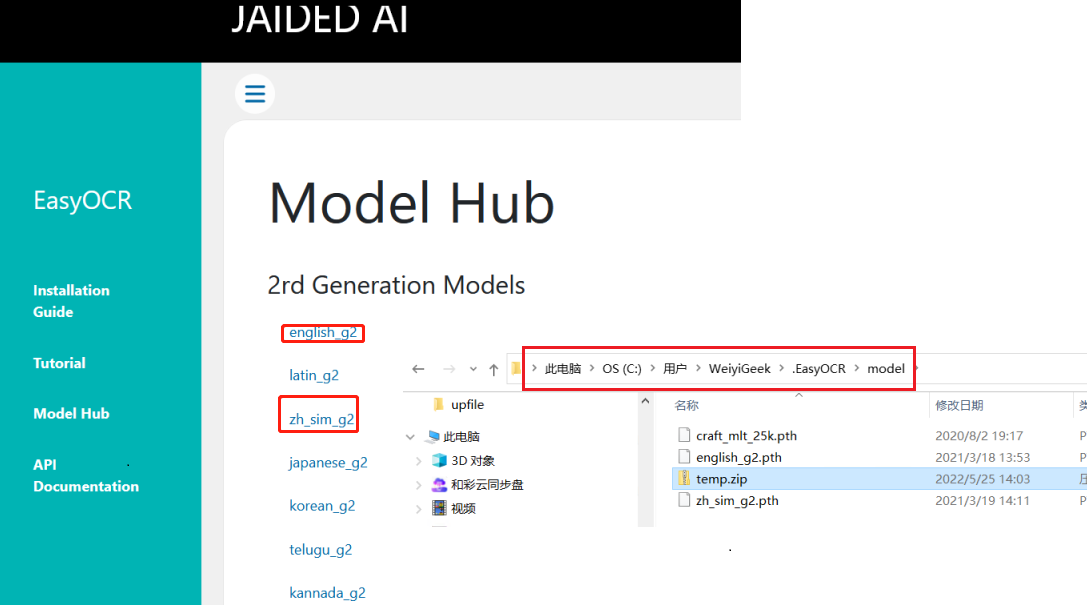 JAIDED AI
EasyOCR
Installation
Guide
Tutorial
Model Hub
API
Documentation
Model Hub
2rd Generation Models
english_g2
latin_g2
zh_sim_g2
japanese_g2
korean_g2
telugu_g2
kannada_g2
此电脑 > OS (C:) > 用户 > WeiyiGeek > .EasyOCR > model
upfile
此电脑
3D 对象
和彩云同步盘
视频
名称 修改日期
craft_mlt_25k.pth 2020/8/2 19:17
english_g2.pth 2021/3/18 13:53
temp.zip 2022/5/25 14:03
zh_sim_g2.pth 2021/3/19 14:11